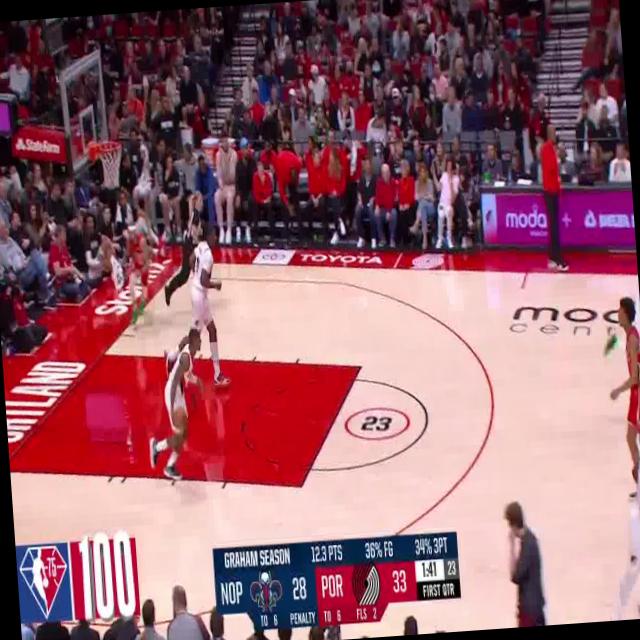 StateFarm
moda
+
TOYOTA
moda
center
23
100
75
GRAHAM SEASON 12.3 PTS 36% FG 34% 3PT
NOP 28 POR 33 1:41 23
TO 6 PENALTY TO 6 FLS 2 FIRST QTR